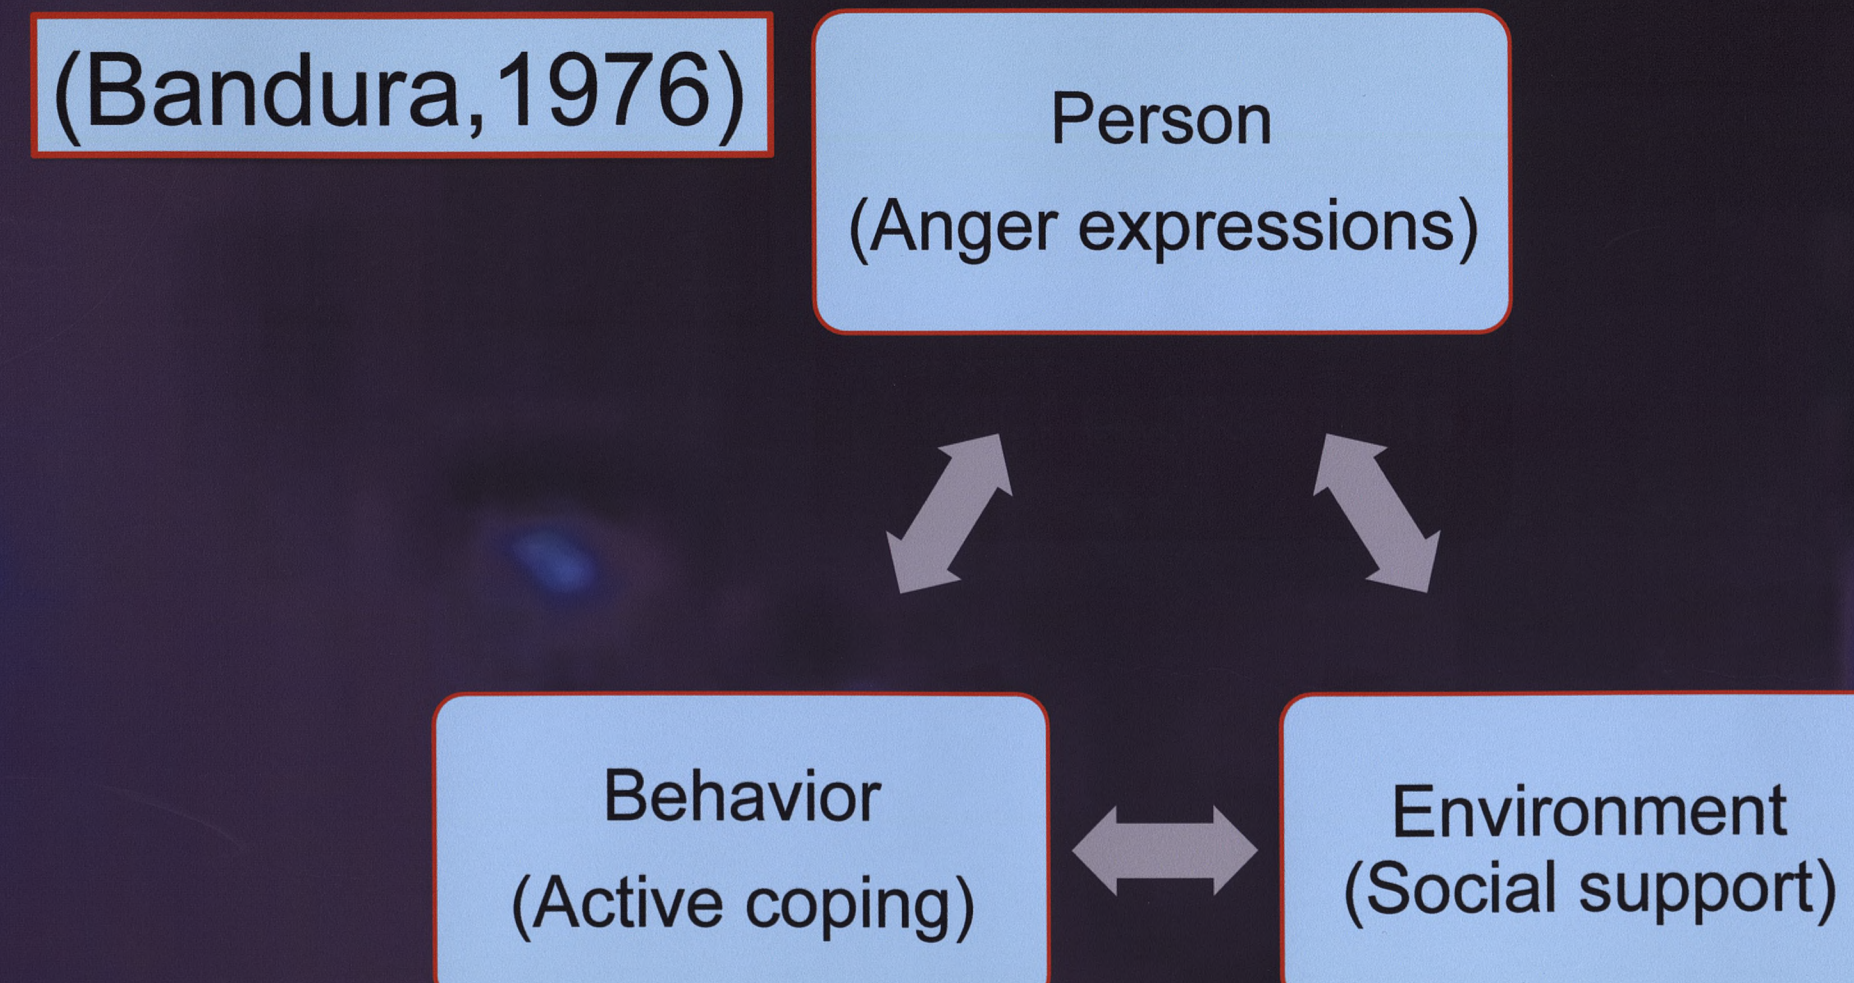 (Bandura,1976)
Person
(Anger expressions)
Behavior
(Active coping)
Environment
(Social support)